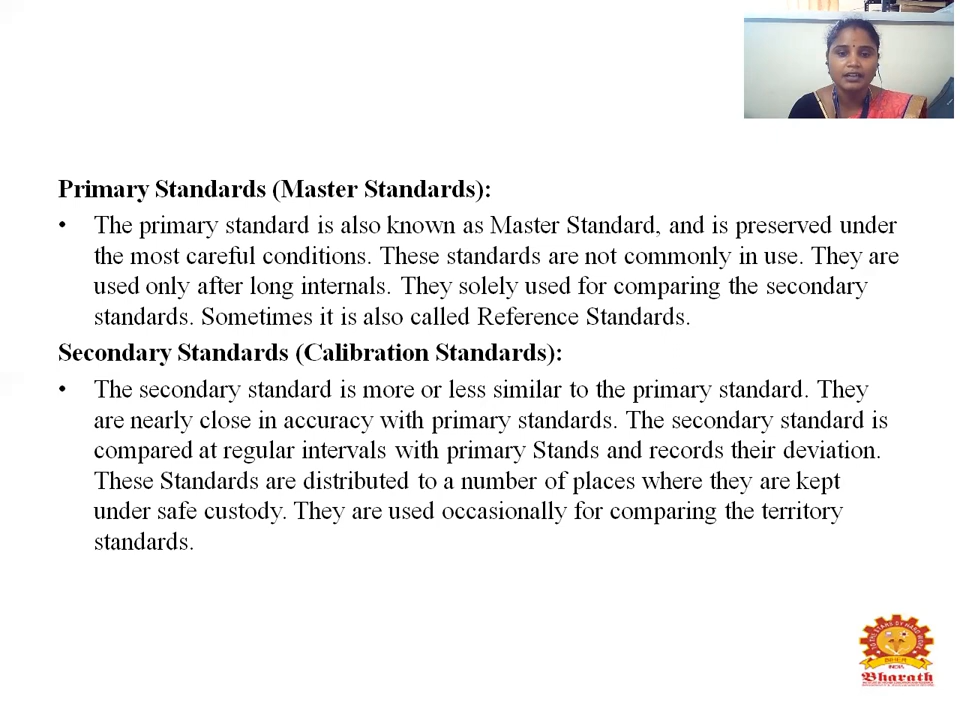 Primary Standards (Master Standards):
• The primary standard is also known as Master Standard, and is preserved under
the most careful conditions. These standards are not commonly in use. They are
used only after long internals. They solely used for comparing the secondary
standards. Sometimes it is also called Reference Standards.
Secondary Standards (Calibration Standards):
• The secondary standard is more or less similar to the primary standard. They
are nearly close in accuracy with primary standards. The secondary standard is
compared at regular intervals with primary Stands and records their deviation.
These Standards are distributed to a number of places where they are kept
under safe custody. They are used occasionally for comparing the territory
standards.
BIHER
INDIA
Bharath